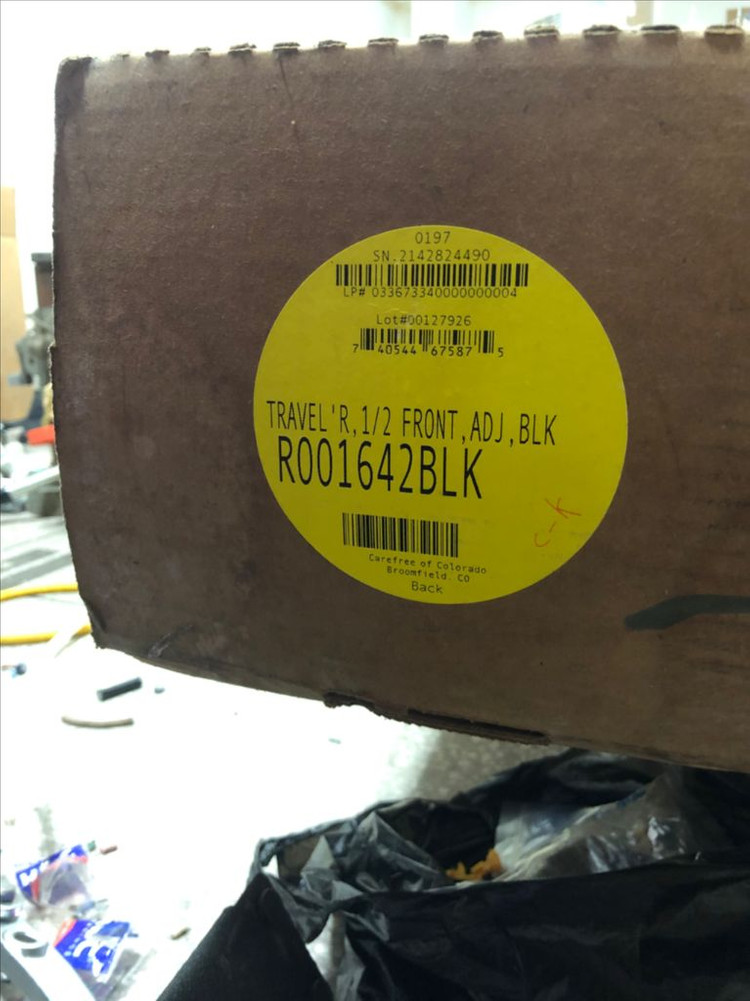 0197
SN.2142824490
LP# 033673340000000004
Lot#00127926
7 40544 67587 5
TRAVEL'R,1/2 FRONT,ADJ,BLK
R001642BLK
C-K
Carefree of Colorado
Broomfield. CO
Back